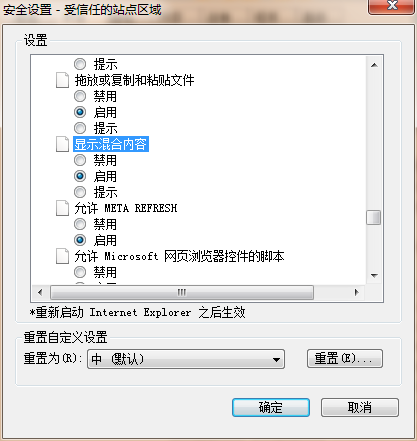 安全设置 - 受信任的站点区域
设置
提示
拖放或复制和粘贴文件
禁用
启用
提示
显示混合内容
禁用
启用
提示
允许 META REFRESH
禁用
启用
允许 Microsoft 网页浏览器控件的脚本
禁用
*重新启动 Internet Explorer 之后生效
重置自定义设置
重置为(R): 中 (默认) 重置(E)...
确定 取消